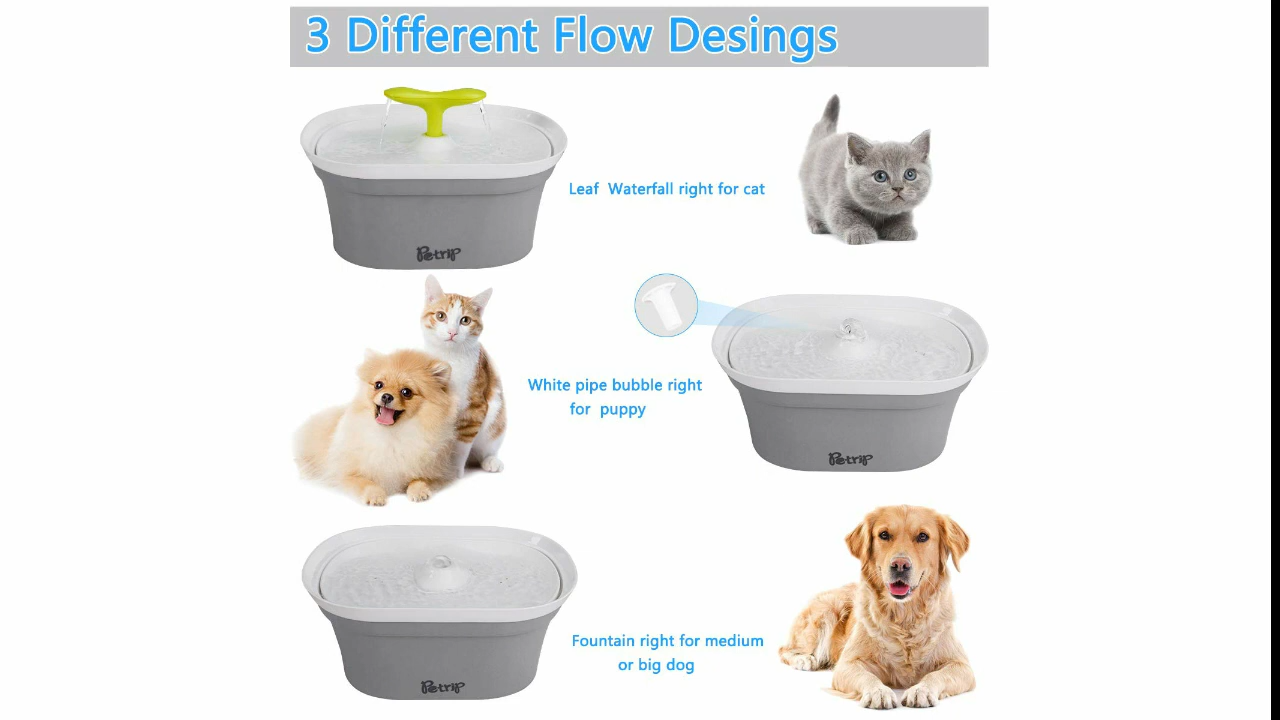 3 Different Flow Desings
Leaf Waterfall right for cat
Petrip
White pipe bubble right
for puppy
Petrip
Fountain right for medium
or big dog
Petrip